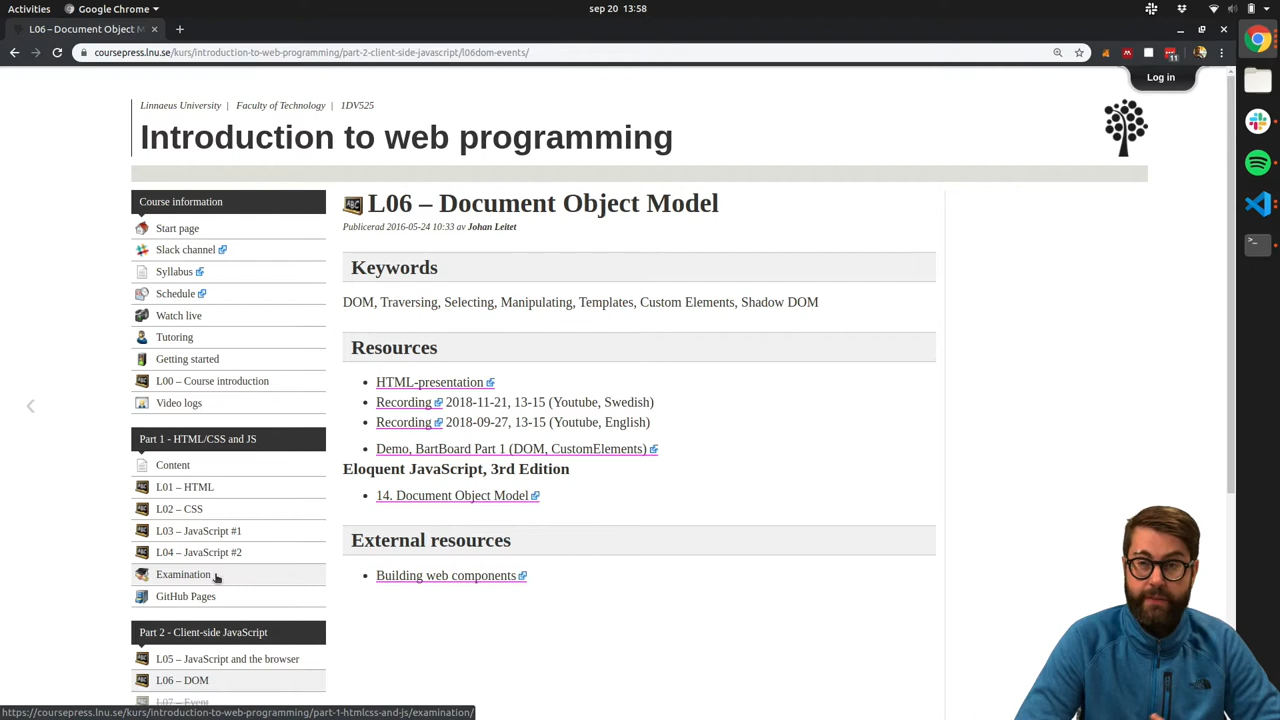 Activities
Google Chrome
sep 20 13:58
L06 – Document Object M
coursepress.lnu.se/kurs/introduction-to-web-programming/part-2-client-side-javascript/l06dom-events/
11
Log in
Linnaeus University | Faculty of Technology | 1DV525
Introduction to web programming
Course information
Start page
Slack channel
Syllabus
Schedule
Watch live
Tutoring
Getting started
L00 – Course introduction
Video logs
Part 1 - HTML/CSS and JS
Content
L01 – HTML
L02 – CSS
L03 – JavaScript #1
L04 – JavaScript #2
Examination
GitHub Pages
Part 2 - Client-side JavaScript
L05 – JavaScript and the browser
L06 – DOM
L07 – Event
L06 – Document Object Model
Publicerad 2016-05-24 10:33 av Johan Leitet
Keywords
DOM, Traversing, Selecting, Manipulating, Templates, Custom Elements, Shadow DOM
Resources
HTML-presentation
Recording 2018-11-21, 13-15 (Youtube, Swedish)
Recording 2018-09-27, 13-15 (Youtube, English)
Demo, BartBoard Part 1 (DOM, CustomElements)
Eloquent JavaScript, 3rd Edition
14. Document Object Model
External resources
Building web components
https://coursepress.lnu.se/kurs/introduction-to-web-programming/part-1-htmlcss-and-js/examination/